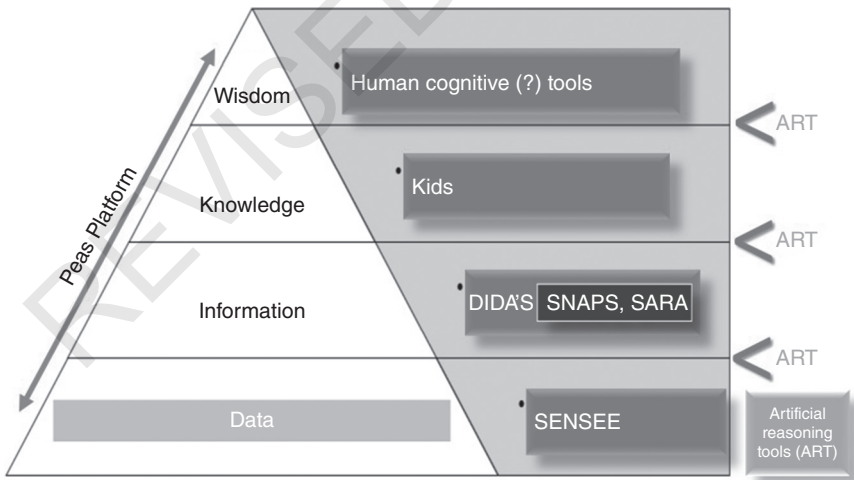 Wisdom
Human cognitive (?) tools
ART
Peas Platform
Knowledge
Kids
ART
Information
DIDA'S SNAPS, SARA
ART
Data
SENSEE
Artificial
reasoning
tools (ART)
REVISED